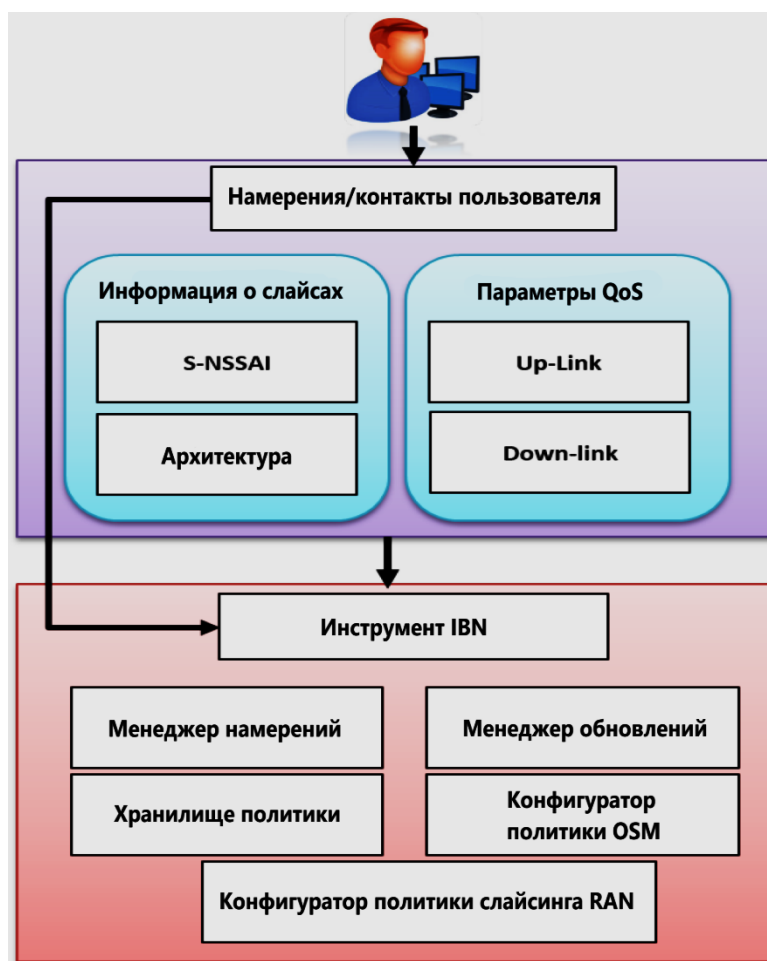 Намерения/контакты пользователя
Информация о слайсах
S-NSSAI
Архитектура
Параметры QoS
Up-Link
Down-link
Инструмент IBN
Менеджер намерений
Менеджер обновлений
Хранилище политики
Конфигуратор
политики OSM
Конфигуратор политики слайсинга RAN